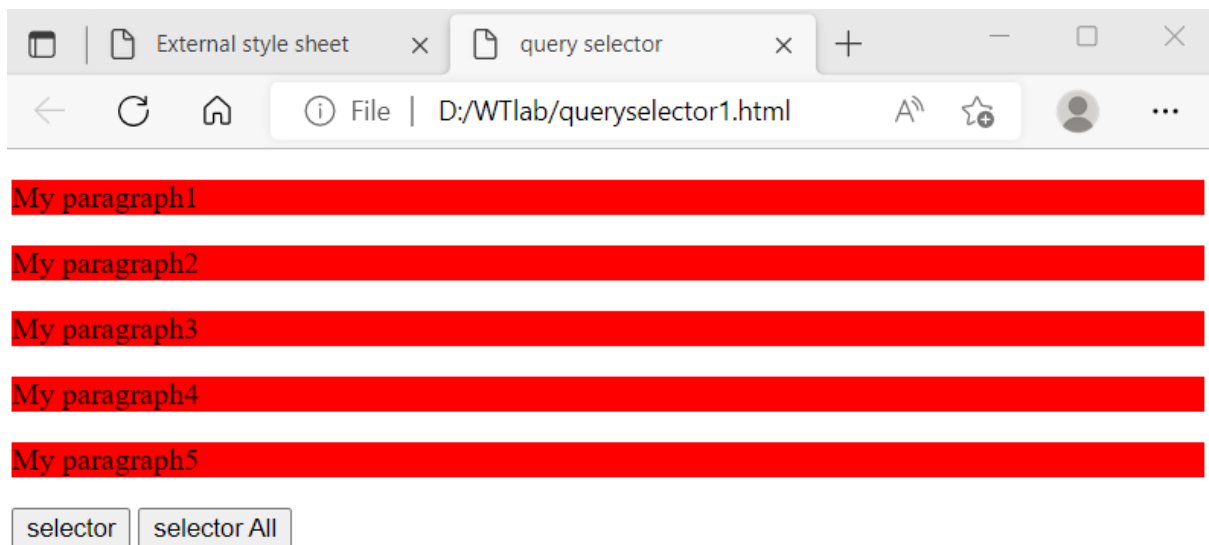 External style sheet query selector
File D:/WTlab/queryselector1.html
My paragraph1
My paragraph2
My paragraph3
My paragraph4
My paragraph5
selector selector All